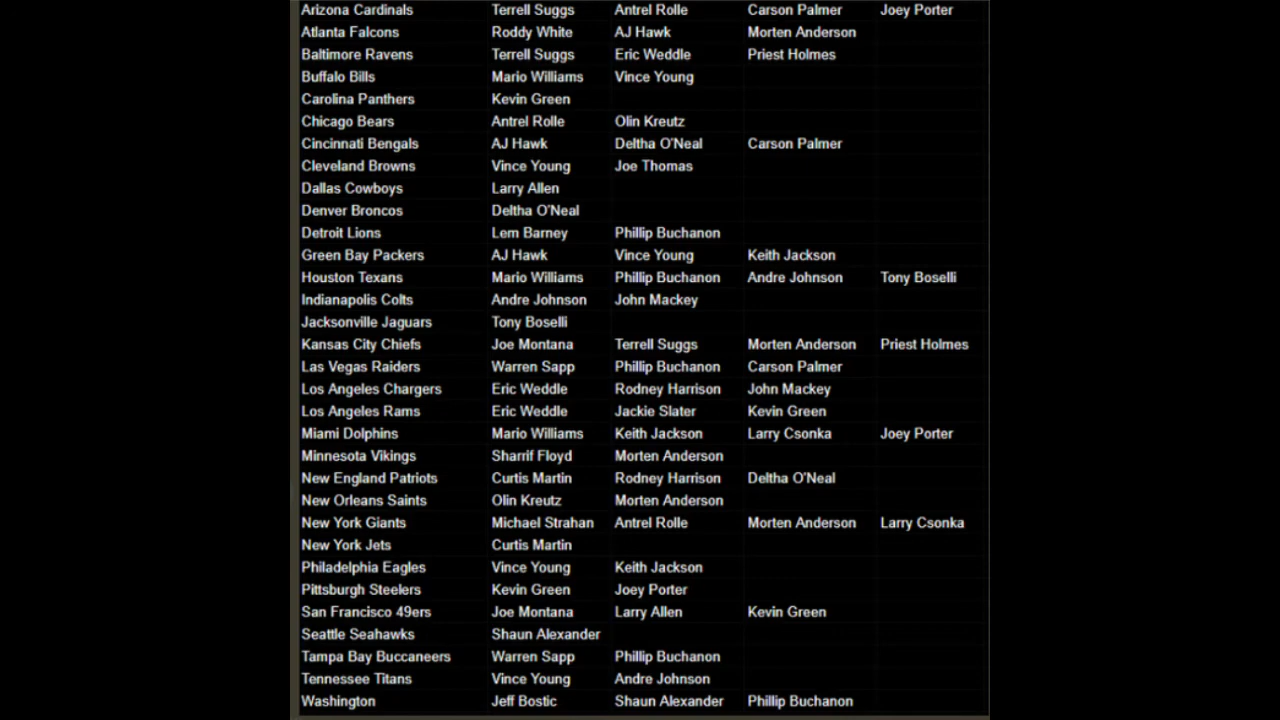 Arizona Cardinals Terrell Suggs Antrel Rolle Carson Palmer Joey Porter
Atlanta Falcons Roddy White AJ Hawk Morten Anderson
Baltimore Ravens Terrell Suggs Eric Weddle Priest Holmes
Buffalo Bills Mario Williams Vince Young
Carolina Panthers Kevin Green
Chicago Bears Antrel Rolle Olin Kreutz
Cincinnati Bengals AJ Hawk Deltha O'Neal Carson Palmer
Cleveland Browns Vince Young Joe Thomas
Dallas Cowboys Larry Allen
Denver Broncos Deltha O'Neal
Detroit Lions Lem Barney Phillip Buchanon
Green Bay Packers AJ Hawk Vince Young Keith Jackson
Houston Texans Mario Williams Phillip Buchanon Andre Johnson Tony Boselli
Indianapolis Colts Andre Johnson John Mackey
Jacksonville Jaguars Tony Boselli
Kansas City Chiefs Joe Montana Terrell Suggs Morten Anderson Priest Holmes
Las Vegas Raiders Warren Sapp Phillip Buchanon Carson Palmer
Los Angeles Chargers Eric Weddle Rodney Harrison John Mackey
Los Angeles Rams Eric Weddle Jackie Slater Kevin Green
Miami Dolphins Mario Williams Keith Jackson Larry Csonka Joey Porter
Minnesota Vikings Sharrif Floyd Morten Anderson
New England Patriots Curtis Martin Rodney Harrison Deltha O'Neal
New Orleans Saints Olin Kreutz Morten Anderson
New York Giants Michael Strahan Antrel Rolle Morten Anderson Larry Csonka
New York Jets Curtis Martin
Philadelphia Eagles Vince Young Keith Jackson
Pittsburgh Steelers Kevin Green Joey Porter
San Francisco 49ers Joe Montana Larry Allen Kevin Green
Seattle Seahawks Shaun Alexander
Tampa Bay Buccaneers Warren Sapp Phillip Buchanon
Tennessee Titans Vince Young Andre Johnson
Washington Jeff Bostic Shaun Alexander Phillip Buchanon